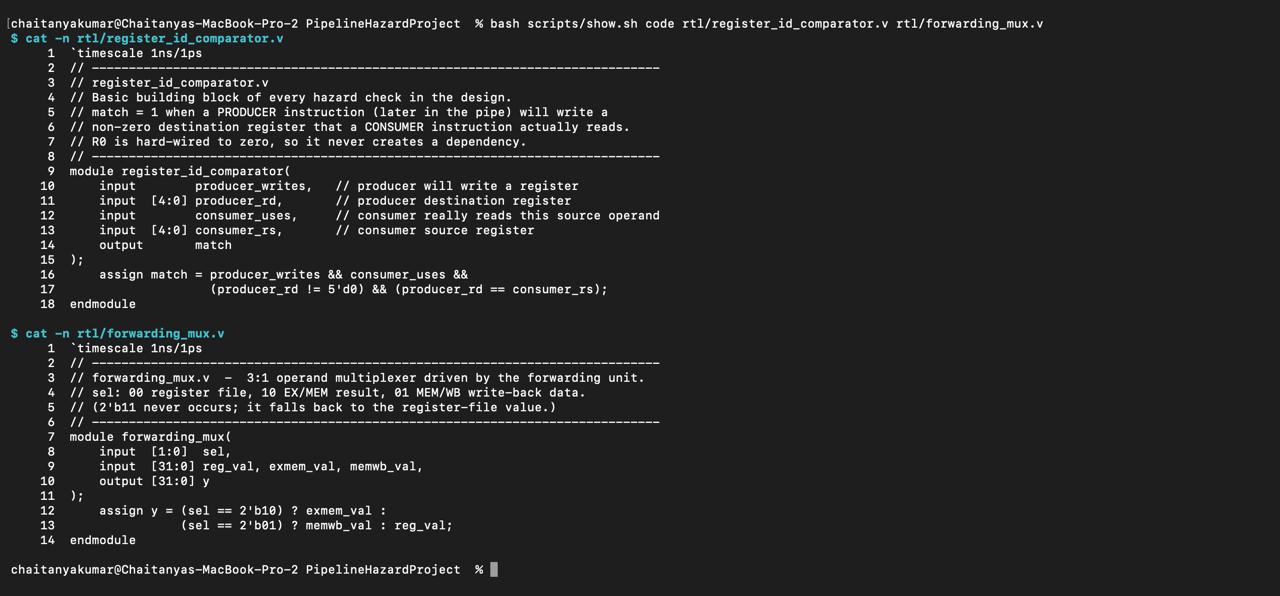 [chaitanyakumar@Chaitanyas-MacBook-Pro-2 PipelineHazardProject  % bash scripts/show.sh code rtl/register_id_comparator.v rtl/forwarding_mux.v
$ cat -n rtl/register_id_comparator.v
     1  `timescale 1ns/1ps
     2  // -----------------------------------------------------------------------------
     3  // register_id_comparator.v
     4  // Basic building block of every hazard check in the design.
     5  // match = 1 when a PRODUCER instruction (later in the pipe) will write a
     6  // non-zero destination register that a CONSUMER instruction actually reads.
     7  // R0 is hard-wired to zero, so it never creates a dependency.
     8  // -----------------------------------------------------------------------------
     9  module register_id_comparator(
    10      input        producer_writes,   // producer will write a register
    11      input  [4:0] producer_rd,       // producer destination register
    12      input        consumer_uses,     // consumer really reads this source operand
    13      input  [4:0] consumer_rs,       // consumer source register
    14      output       match
    15  );
    16      assign match = producer_writes && consumer_uses &&
    17                     (producer_rd != 5'd0) && (producer_rd == consumer_rs);
    18  endmodule
$ cat -n rtl/forwarding_mux.v
     1  `timescale 1ns/1ps
     2  // -----------------------------------------------------------------------------
     3  // forwarding_mux.v  –  3:1 operand multiplexer driven by the forwarding unit.
     4  // sel: 00 register file, 10 EX/MEM result, 01 MEM/WB write-back data.
     5  // (2'b11 never occurs; it falls back to the register-file value.)
     6  // -----------------------------------------------------------------------------
     7  module forwarding_mux(
     8      input  [1:0]  sel,
     9      input  [31:0] reg_val, exmem_val, memwb_val,
    10      output [31:0] y
    11  );
    12      assign y = (sel == 2'b10) ? exmem_val :
    13                 (sel == 2'b01) ? memwb_val : reg_val;
    14  endmodule
chaitanyakumar@Chaitanyas-MacBook-Pro-2 PipelineHazardProject  %